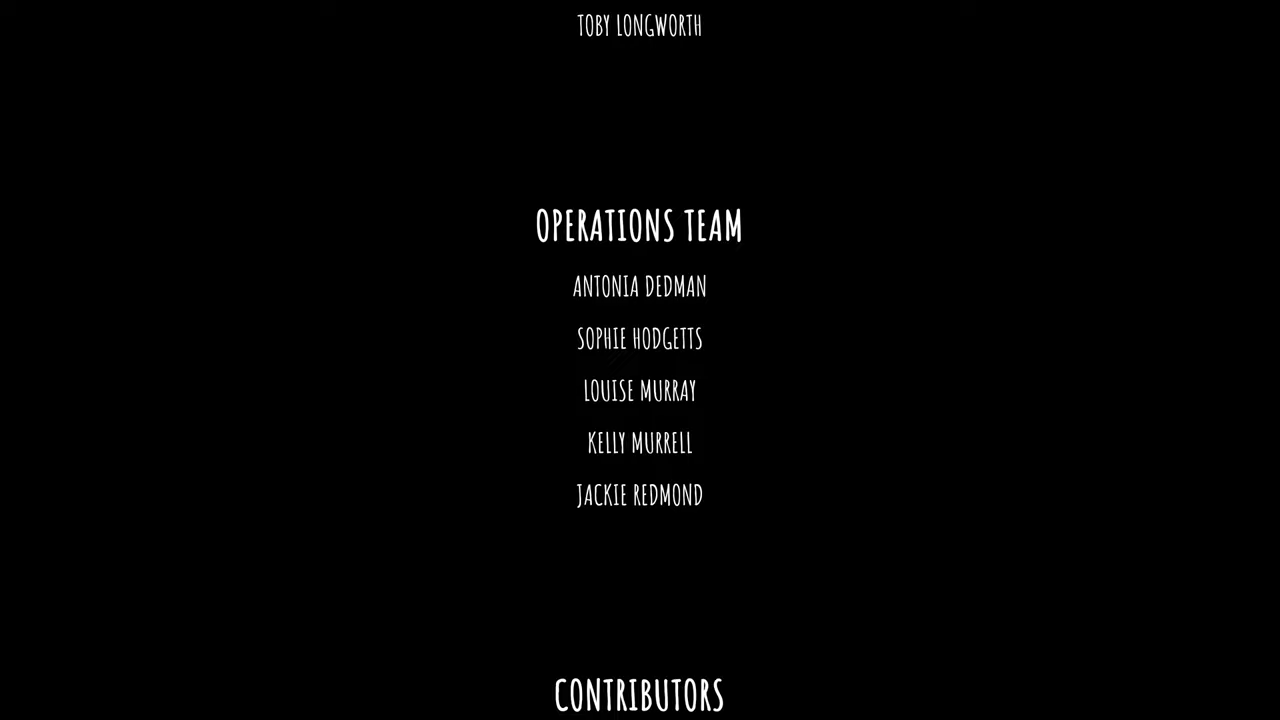 TOBY LONGWORTH
OPERATIONS TEAM
ANTONIA DEDMAN
SOPHIE HODGETTS
LOUISE MURRAY
KELLY MURRELL
JACKIE REDMOND
CONTRIBUTORS